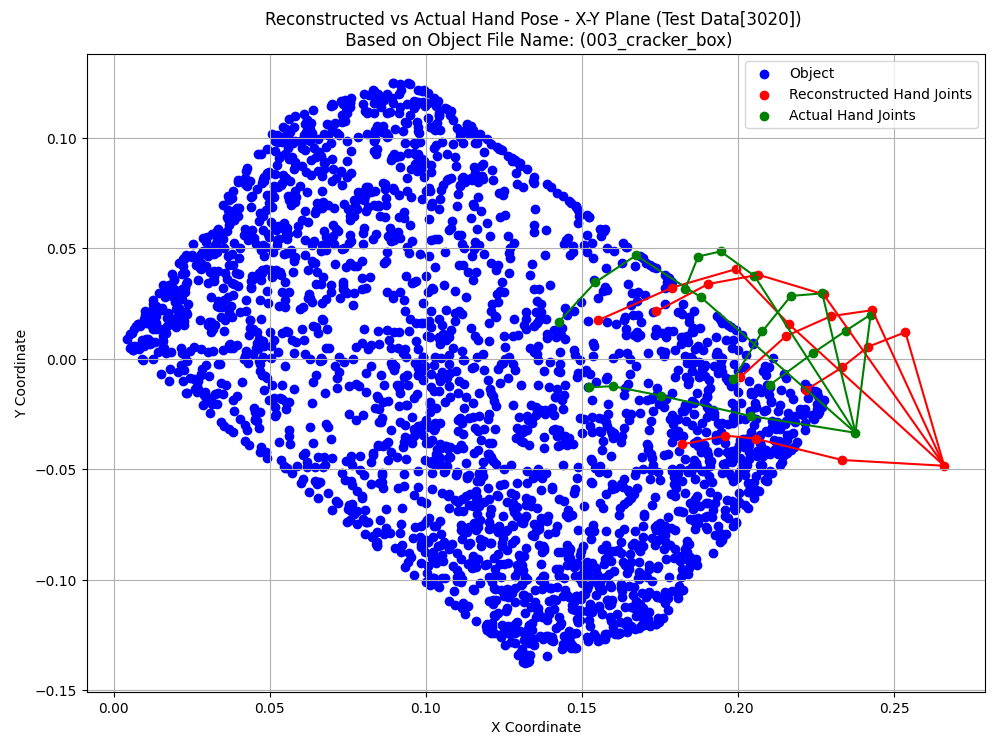 Reconstructed vs Actual Hand Pose - X-Y Plane (Test Data[3020])
Based on Object File Name: (003_cracker_box)
Object
Reconstructed Hand Joints
Actual Hand Joints
Y Coordinate
0.10
0.05
0.00
−0.05
−0.10
−0.15
0.00 0.05 0.10 0.15 0.20 0.25
X Coordinate